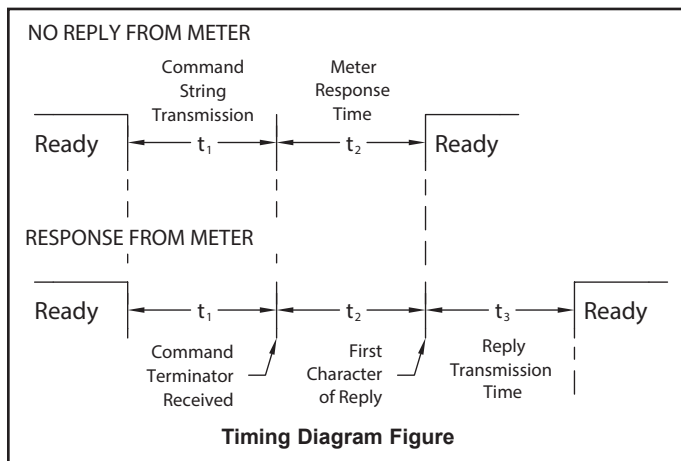 NO REPLY FROM METER
Command
String
Transmission
Meter
Response
Time
Ready
t₁
t₂
Ready
RESPONSE FROM METER
Ready
t₁
t₂
t₃
Ready
Command
Terminator
Received
First
Character
of Reply
Reply
Transmission
Time
Timing Diagram Figure